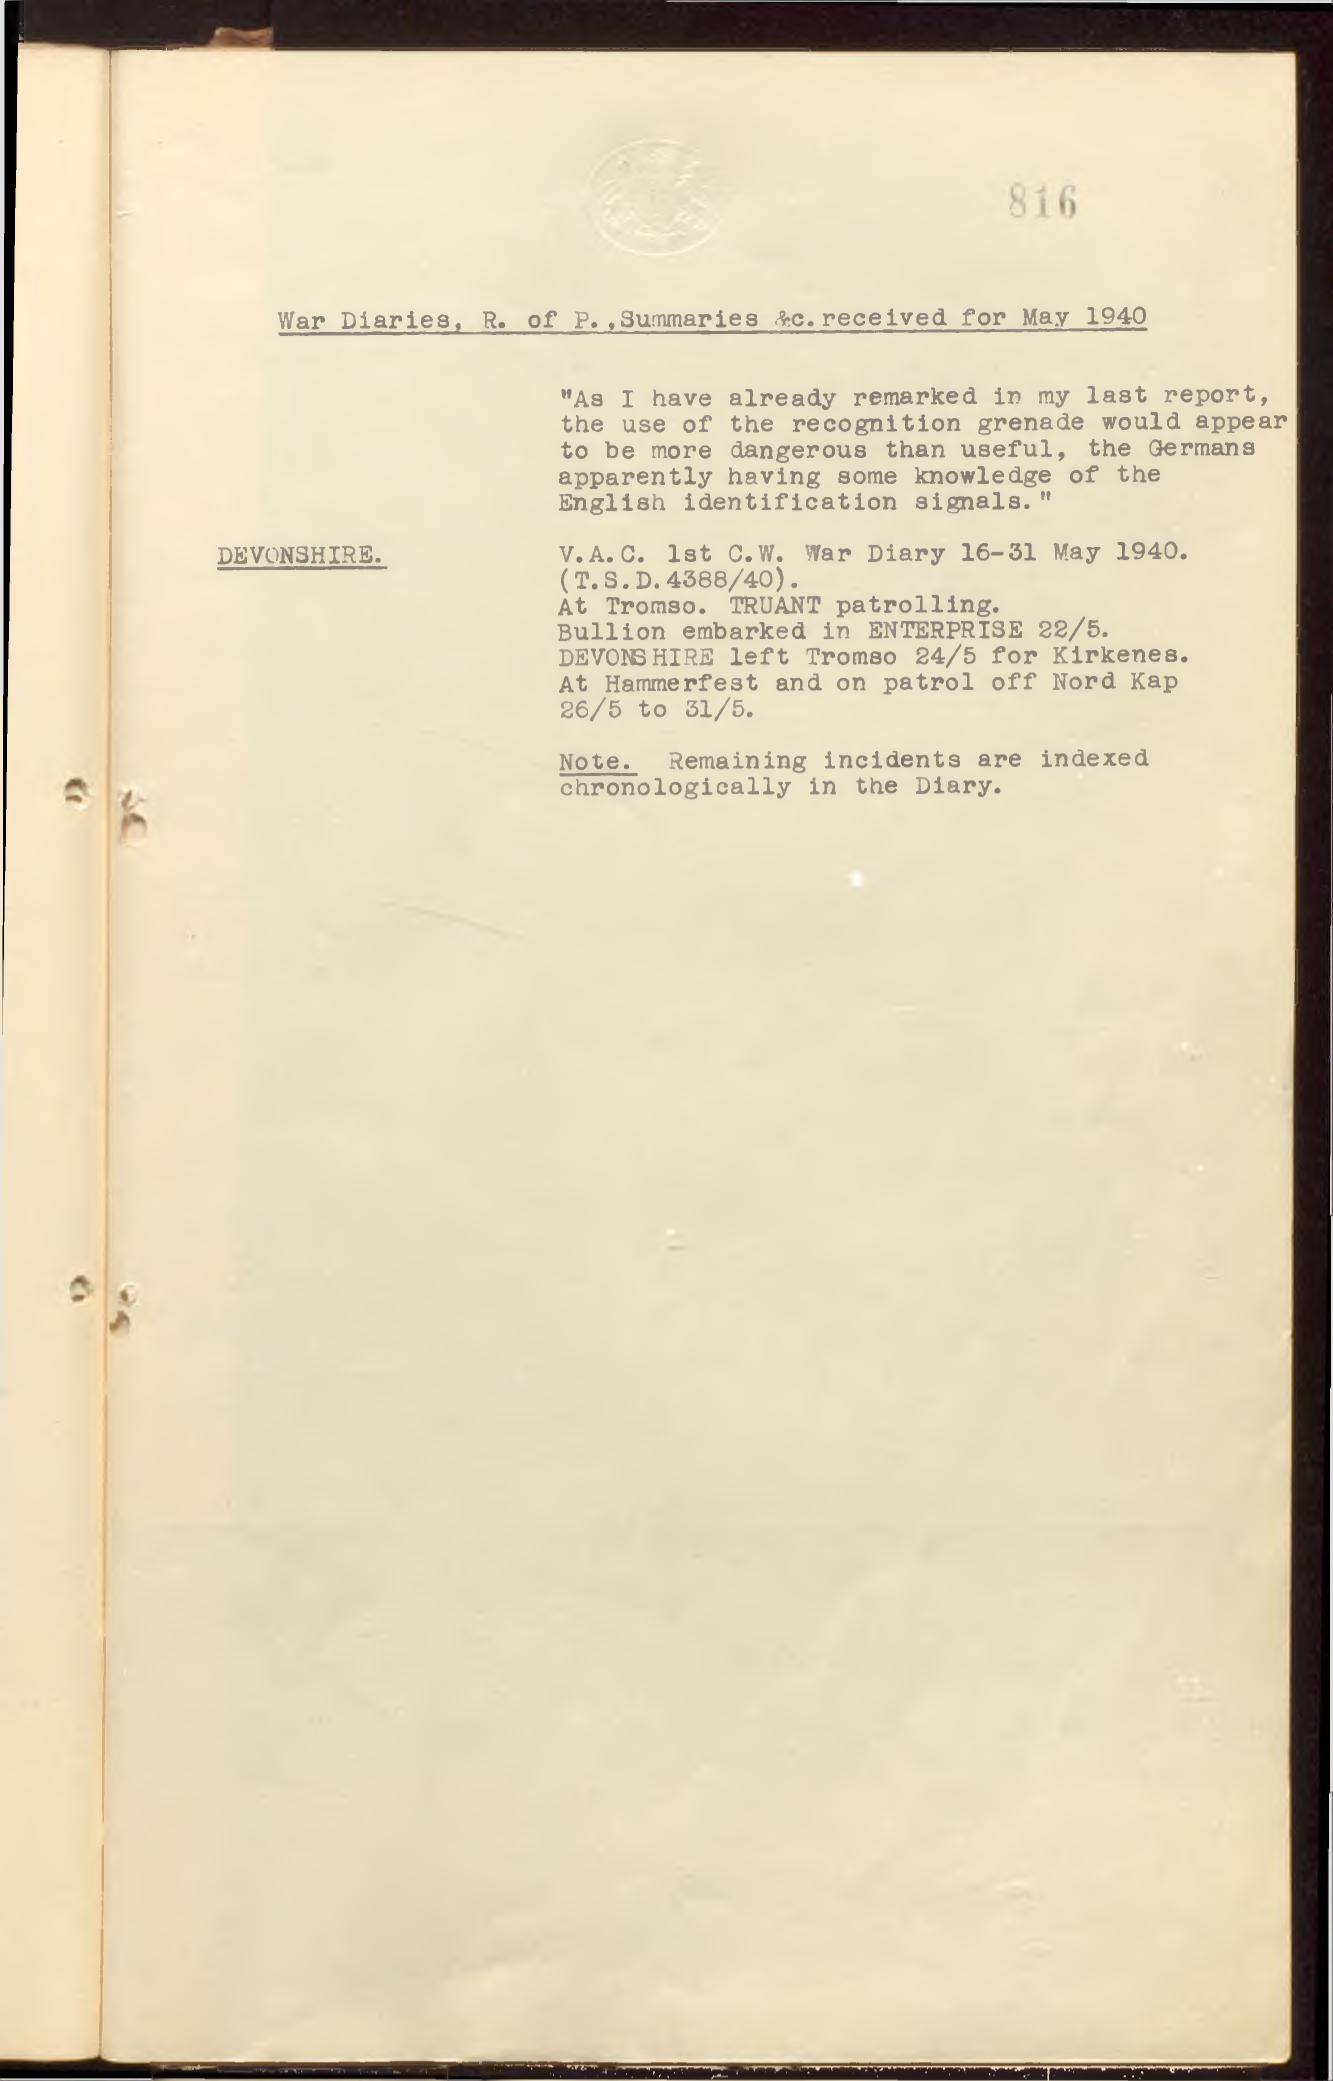 816
War Diaries, R. of P.,Summaries &c. received for May 1940
"As I have already remarked in my last report,
the use of the recognition grenade would appear
to be more dangerous than useful, the Germans
apparently having some knowledge of the
English identification signals."
DEVONSHIRE. V.A.C. 1st C.W. War Diary 16-31 May 1940.
(T.S.D.4388/40).
At Tromso. TRUANT patrolling.
Bullion embarked in ENTERPRISE 22/5.
DEVONSHIRE left Tromso 24/5 for Kirkenes.
At Hammerfest and on patrol off Nord Kap
26/5 to 31/5.
Note. Remaining incidents are indexed
chronologically in the Diary.